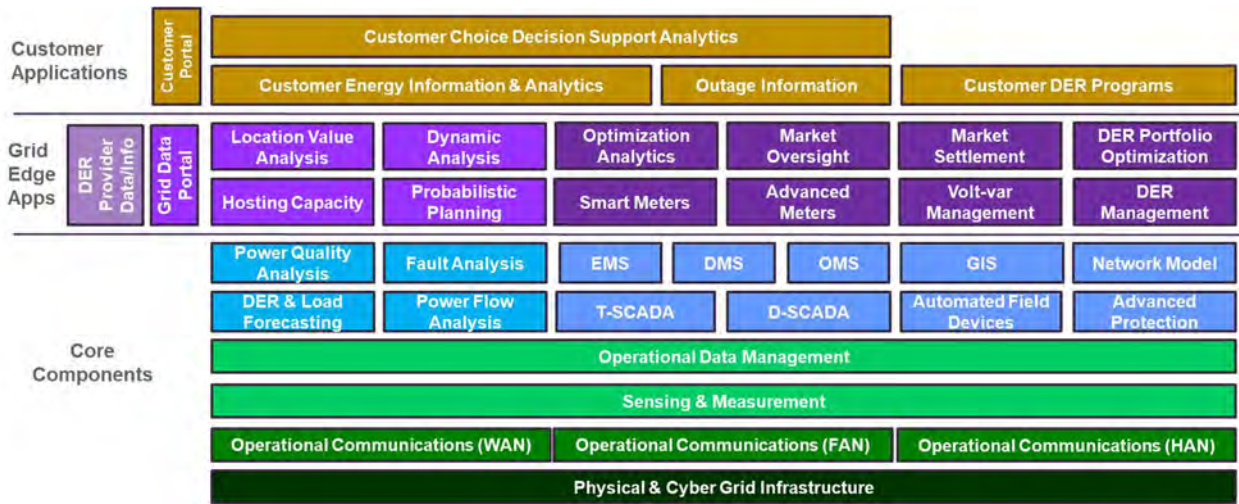 Customer
Applications
Customer
Portal
Customer Choice Decision Support Analytics
Customer Energy Information & Analytics
Outage Information
Customer DER Programs
Grid
Edge
Apps
DER
Provider
Data/Info
Grid Data
Portal
Location Value
Analysis
Dynamic
Analysis
Optimization
Analytics
Market
Oversight
Market
Settlement
DER Portfolio
Optimization
Hosting Capacity
Probabilistic
Planning
Smart Meters
Advanced
Meters
Volt-var
Management
DER
Management
Core
Components
Power Quality
Analysis
Fault Analysis
EMS
DMS
OMS
GIS
Network Model
DER & Load
Forecasting
Power Flow
Analysis
T-SCADA
D-SCADA
Automated Field
Devices
Advanced
Protection
Operational Data Management
Sensing & Measurement
Operational Communications (WAN)
Operational Communications (FAN)
Operational Communications (HAN)
Physical & Cyber Grid Infrastructure